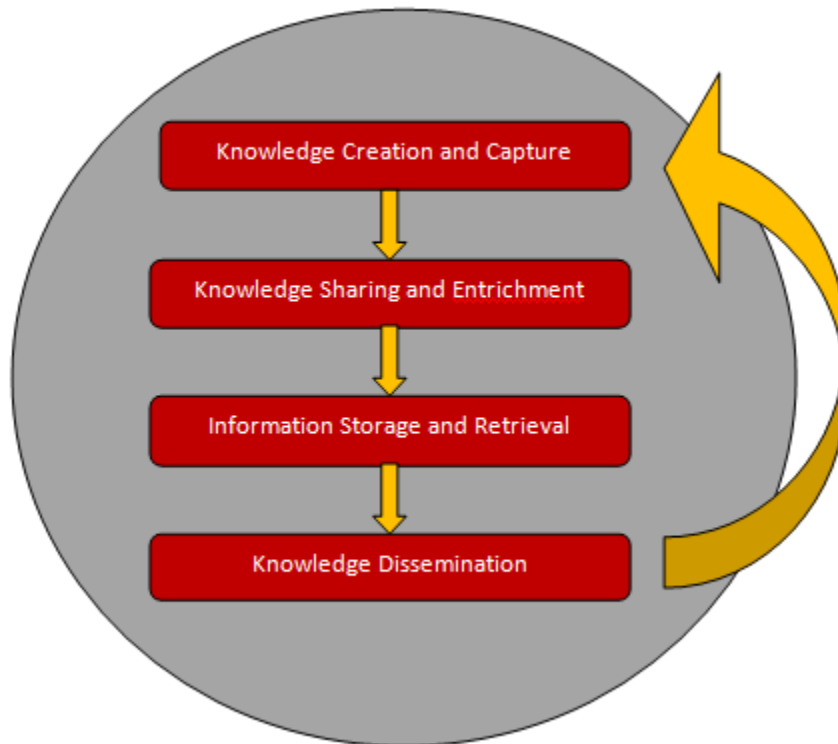 Knowledge Creation and Capture
Knowledge Sharing and Entrichment
Information Storage and Retrieval
Knowledge Dissemination